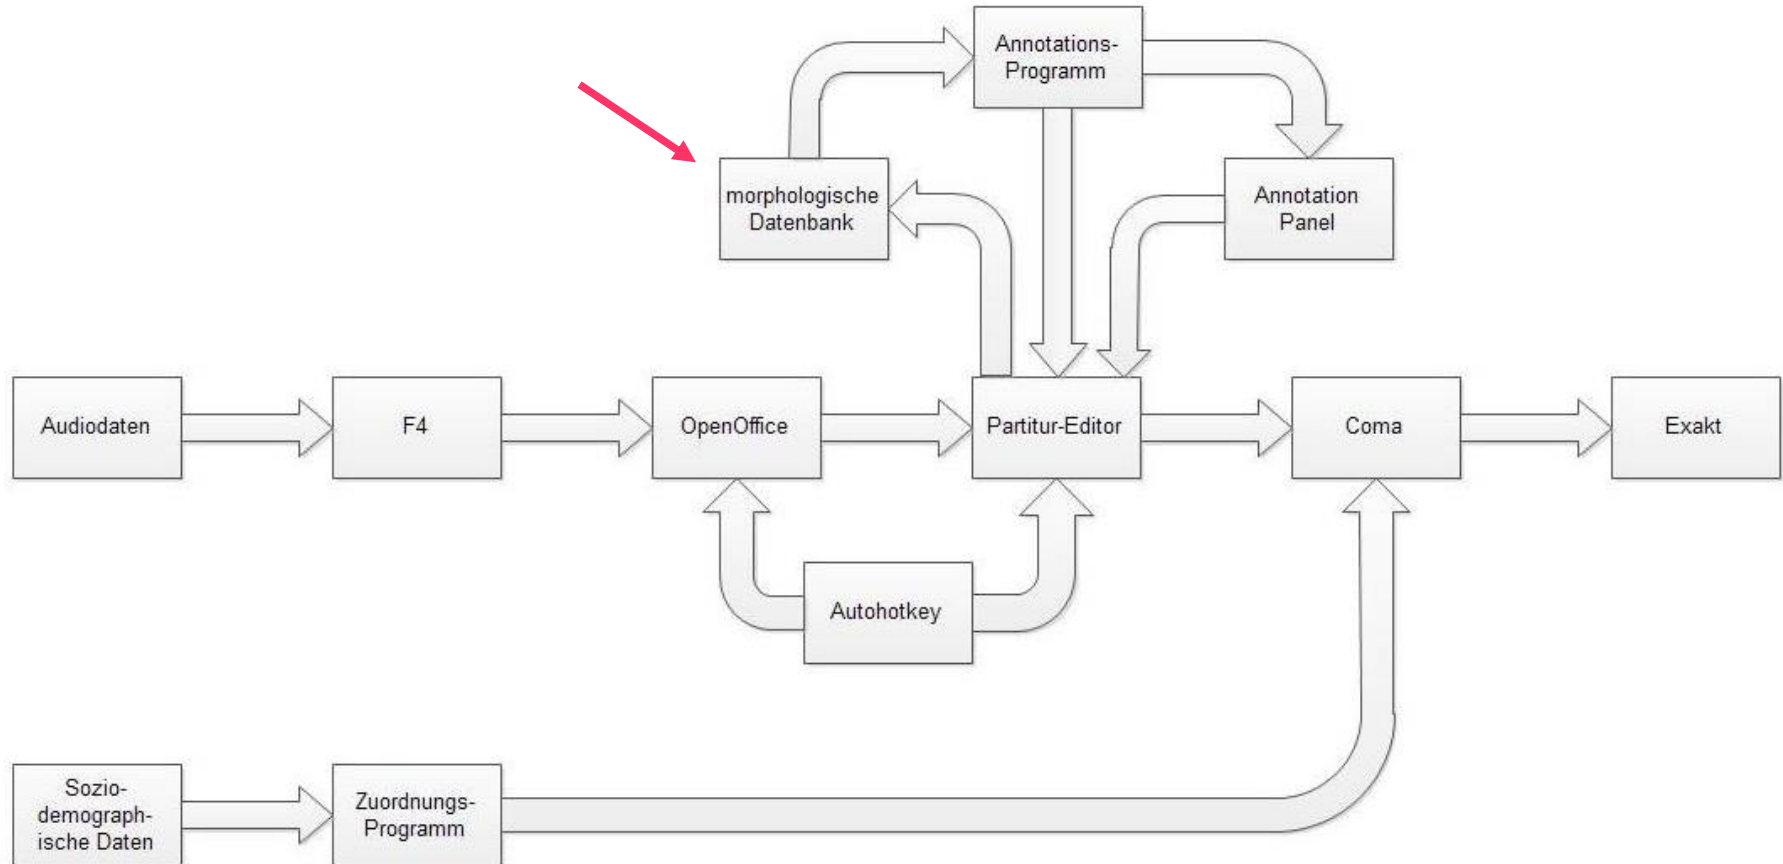 Annotations-
Programm
morphologische
Datenbank
Annotation
Panel
Audiodaten
F4
OpenOffice
Partitur-Editor
Coma
Exakt
Autohotkey
Sozio-
demograph-
ische Daten
Zuordnungs-
Programm